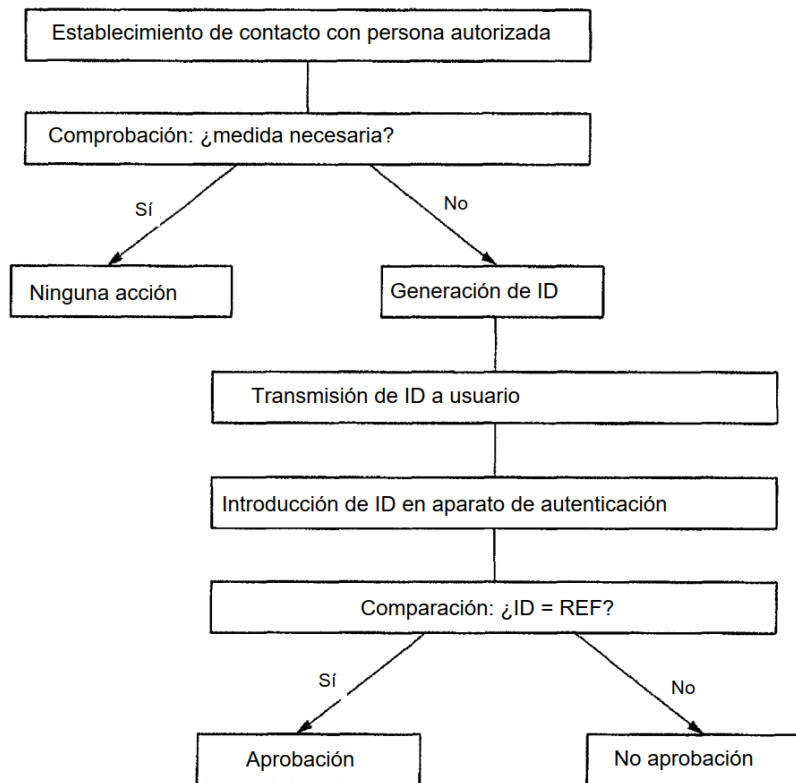 Establecimiento de contacto con persona autorizada
Comprobación: ¿medida necesaria?
Sí
No
Ninguna acción
Generación de ID
Transmisión de ID a usuario
Introducción de ID en aparato de autenticación
Comparación: ¿ID = REF?
Sí
No
Aprobación
No aprobación